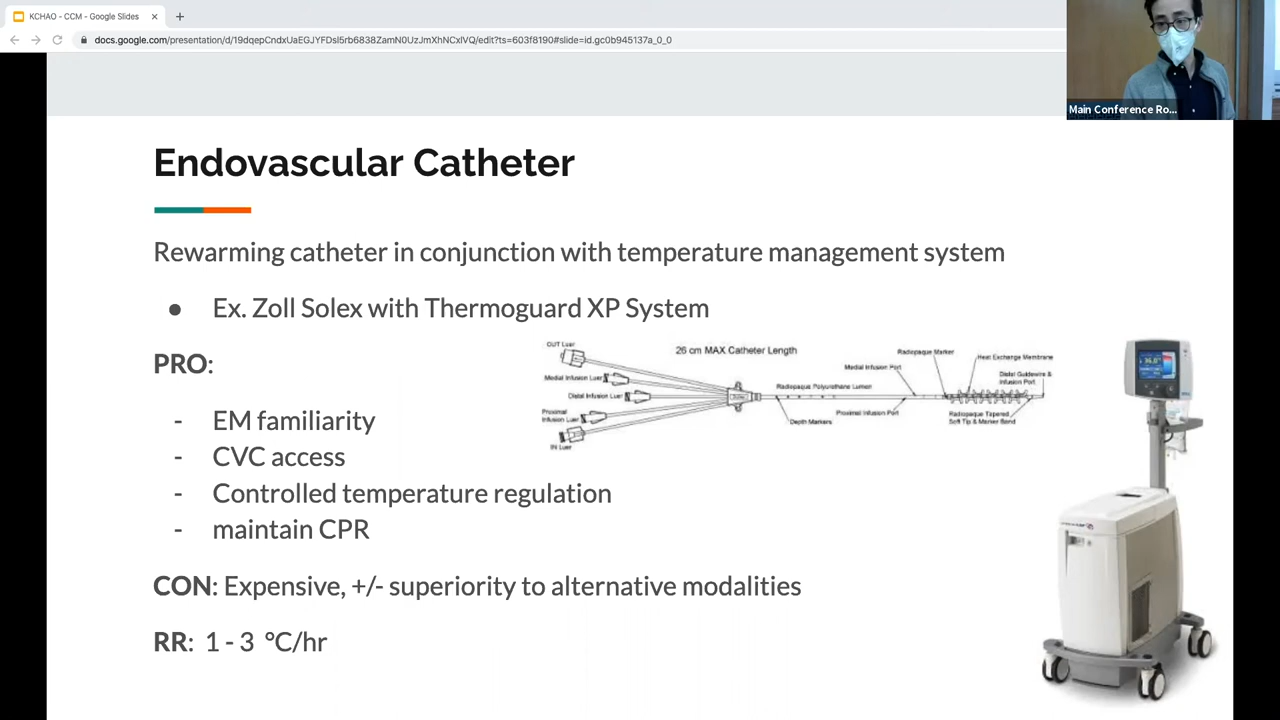 KCHAO - CCM - Google Slides
docs.google.com/presentation/d/19dqepCndxUaEGJYFDsl5rb6838ZamN0UzJmXhNCxlVQ/edit?ts=603f8190#slide=id.gc0b945137a_0_0
Main Conference Ro...
Endovascular Catheter
Rewarming catheter in conjunction with temperature management system
● Ex. Zoll Solex with Thermoguard XP System
PRO:
- EM familiarity
- CVC access
- Controlled temperature regulation
- maintain CPR
CON: Expensive, +/- superiority to alternative modalities
RR: 1 - 3 °C/hr
26 cm MAX Catheter Length
OUT Luer
Medial Infusion Luer
Distal Infusion Luer
Proximal
Infusion Luer
IN Luer
Radiopaque Polyurethane Lumen
Depth Markers
Radiopaque Marker
Medial Infusion Port
Proximal Infusion Port
Heat Exchange Membrane
Distal Guidewire &
Infusion Port
Radiopaque Tapered
Soft Tip & Marker Band